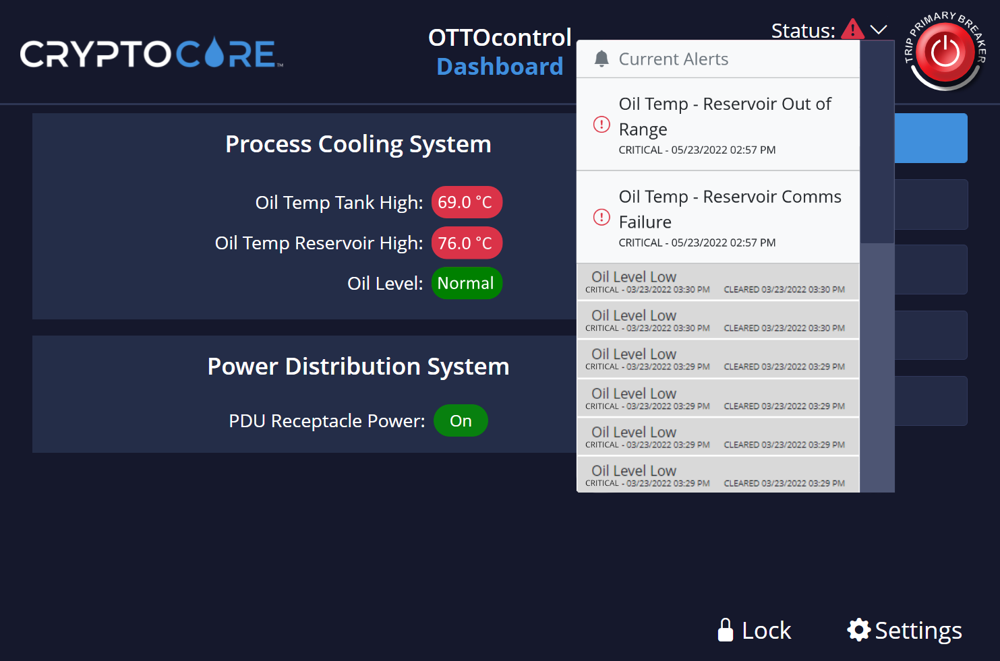 CRYPTOCORE™
OTTOcontrol
Dashboard
Status:
TRIP PRIMARY BREAKER
Process Cooling System
Oil Temp Tank High: 69.0 °C
Oil Temp Reservoir High: 76.0 °C
Oil Level: Normal
Power Distribution System
PDU Receptacle Power: On
Current Alerts
Oil Temp - Reservoir Out of
Range
CRITICAL - 05/23/2022 02:57 PM
Oil Temp - Reservoir Comms
Failure
CRITICAL - 05/23/2022 02:57 PM
Oil Level Low
CRITICAL - 03/23/2022 03:30 PM CLEARED 03/23/2022 03:30 PM
Oil Level Low
CRITICAL - 03/23/2022 03:30 PM CLEARED 03/23/2022 03:30 PM
Oil Level Low
CRITICAL - 03/23/2022 03:29 PM CLEARED 03/23/2022 03:29 PM
Oil Level Low
CRITICAL - 03/23/2022 03:29 PM CLEARED 03/23/2022 03:29 PM
Oil Level Low
CRITICAL - 03/23/2022 03:29 PM CLEARED 03/23/2022 03:29 PM
Oil Level Low
CRITICAL - 03/23/2022 03:29 PM CLEARED 03/23/2022 03:29 PM
Lock
Settings